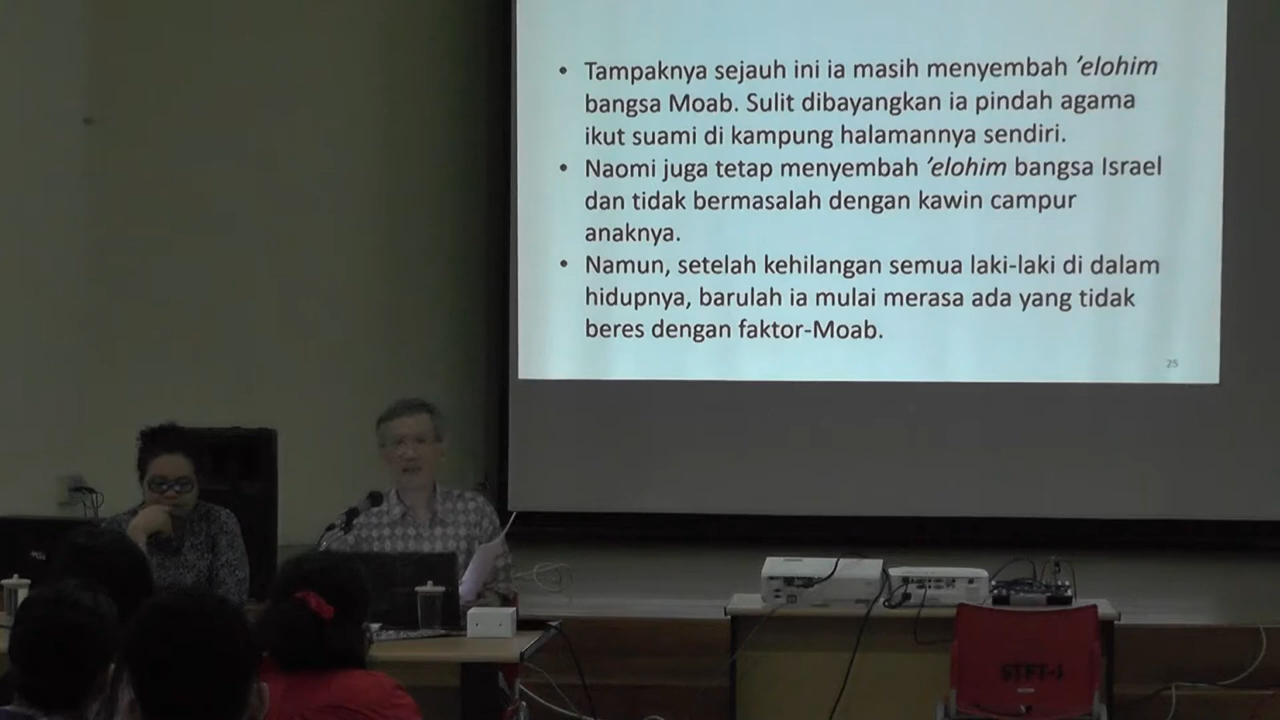 • Tampaknya sejauh ini ia masih menyembah ’elohim
bangsa Moab. Sulit dibayangkan ia pindah agama
ikut suami di kampung halamannya sendiri.
• Naomi juga tetap menyembah ’elohim bangsa Israel
dan tidak bermasalah dengan kawin campur
anaknya.
• Namun, setelah kehilangan semua laki-laki di dalam
hidupnya, barulah ia mulai merasa ada yang tidak
beres dengan faktor-Moab.
25
STFT-J